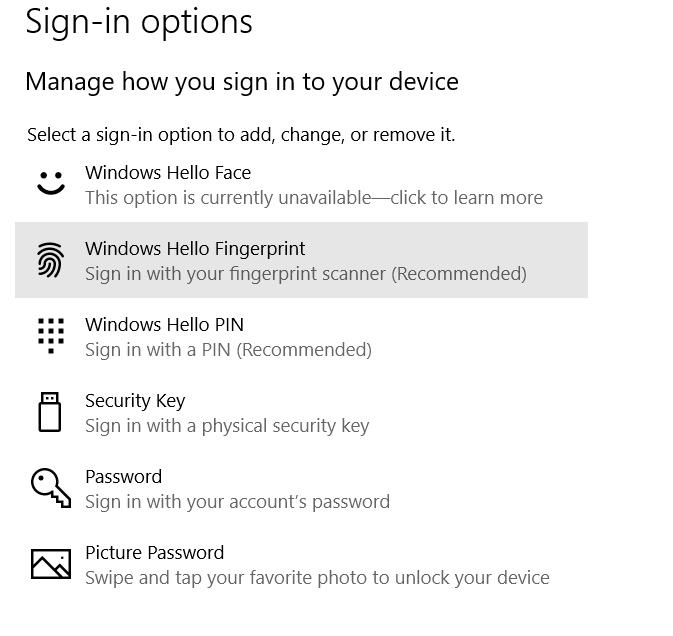 Sign-in options
Manage how you sign in to your device
Select a sign-in option to add, change, or remove it.
Windows Hello Face
This option is currently unavailable—click to learn more
Windows Hello Fingerprint
Sign in with your fingerprint scanner (Recommended)
Windows Hello PIN
Sign in with a PIN (Recommended)
Security Key
Sign in with a physical security key
Password
Sign in with your account's password
Picture Password
Swipe and tap your favorite photo to unlock your device